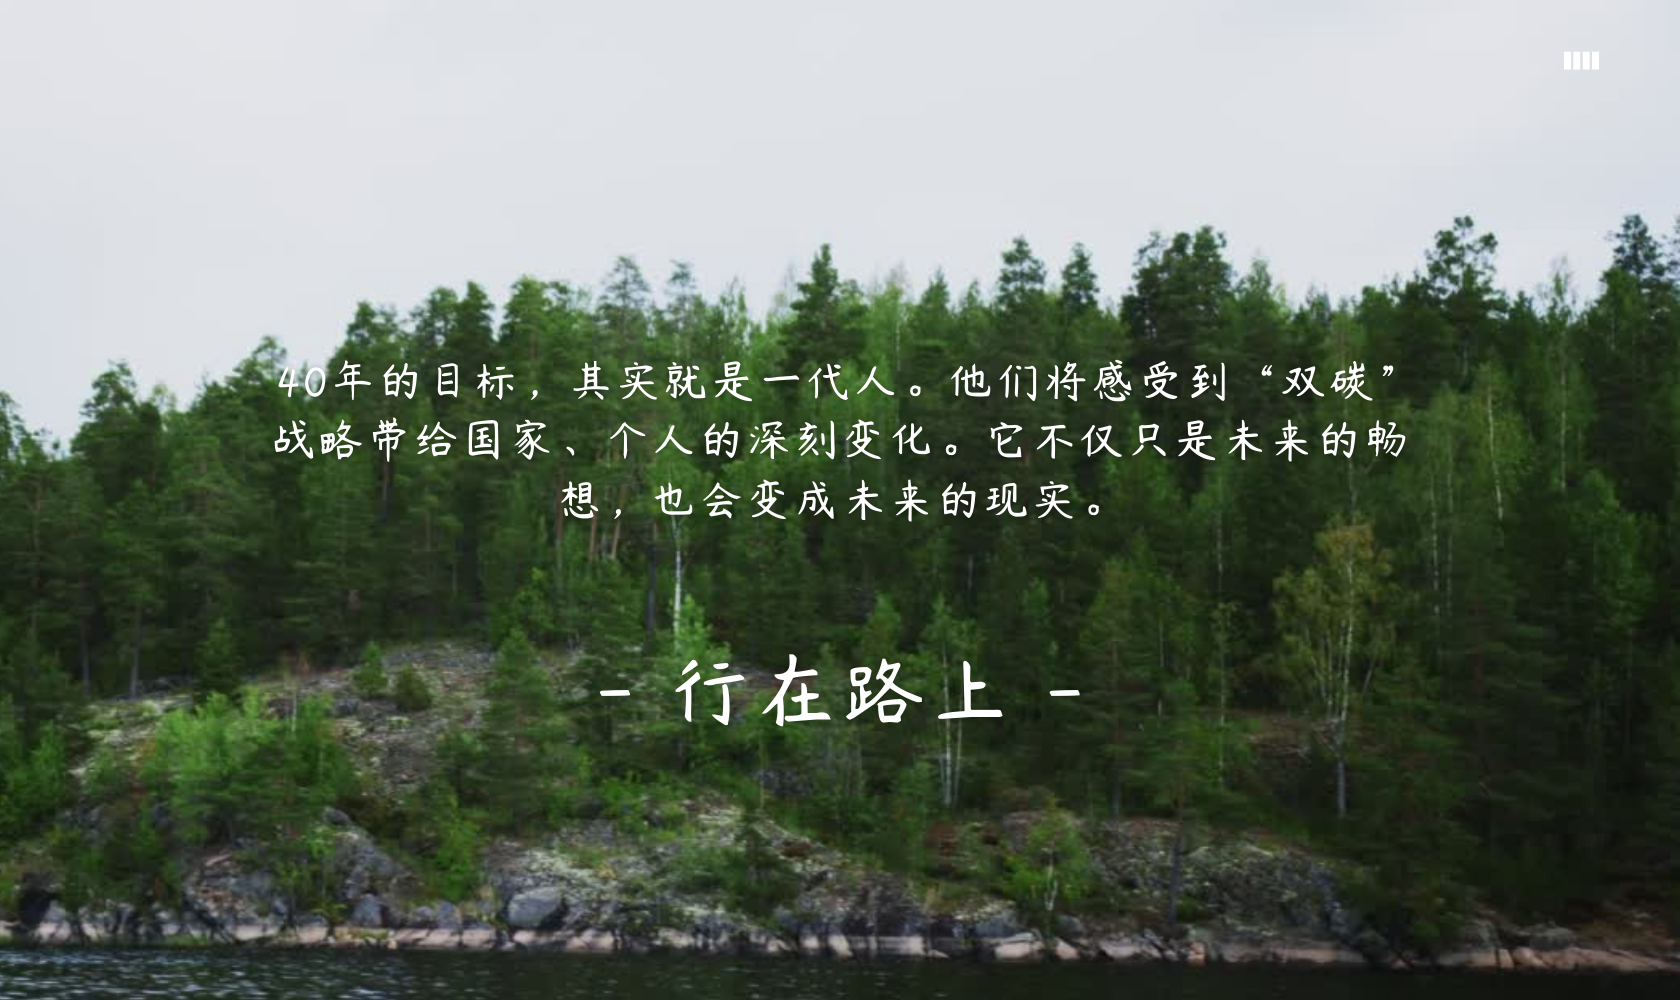 40年的目标，其实就是一代人。他们将感受到“双碳”
战略带给国家、个人的深刻变化。它不仅只是未来的畅
想，也会变成未来的现实。
- 行在路上 -